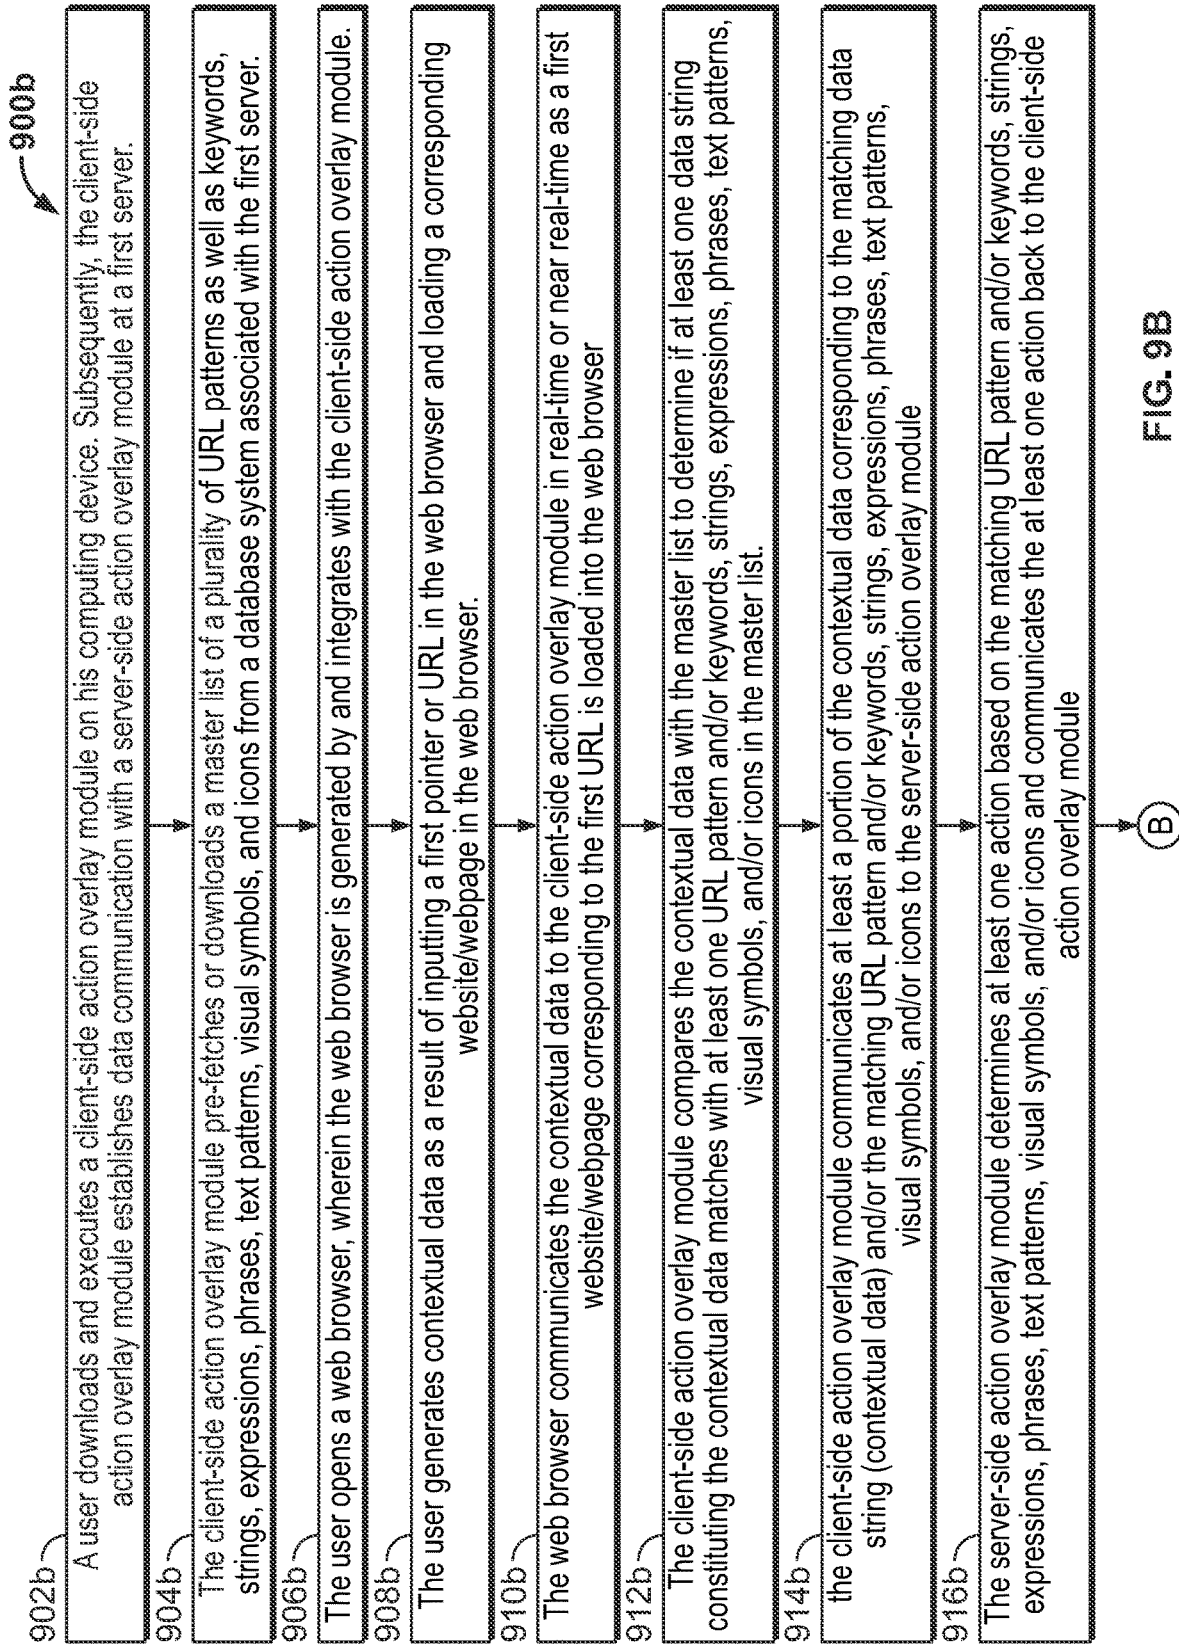 900b
902b
A user downloads and executes a client-side action overlay module on his computing device. Subsequently, the client-side
action overlay module establishes data communication with a server-side action overlay module at a first server.
904b
The client-side action overlay module pre-fetches or downloads a master list of a plurality of URL patterns as well as keywords,
strings, expressions, phrases, text patterns, visual symbols, and icons from a database system associated with the first server.
906b
The user opens a web browser, wherein the web browser is generated by and integrates with the client-side action overlay module.
908b
The user generates contextual data as a result of inputing a first pointer or URL in the web browser and loading a corresponding
website/webpage in the web browser.
910b
The web browser communicates the contextual data to the client-side action overlay module in real-time or near real-time as a first
website/webpage corresponding to the first URL is loaded into the web browser
912b
The client-side action overlay module compares the contextual data with the master list to determine if at least one data string
constituting the contextual data matches with at least one URL pattern and/or keywords, strings, expressions, phrases, text patterns,
visual symbols, and/or icons in the master list.
914b
the client-side action overlay module communicates at least a portion of the contextual data corresponding to the matching data
string (contextual data) and/or the matching URL pattern and/or keywords, strings, expressions, phrases, text patterns,
visual symbols, and/or icons to the server-side action overlay module
916b
The server-side action overlay module determines at least one action based on the matching URL pattern and/or keywords, strings,
expressions, phrases, text patterns, visual symbols, and/or icons and communicates the at least one action back to the client-side
action overlay module
B
FIG. 9B